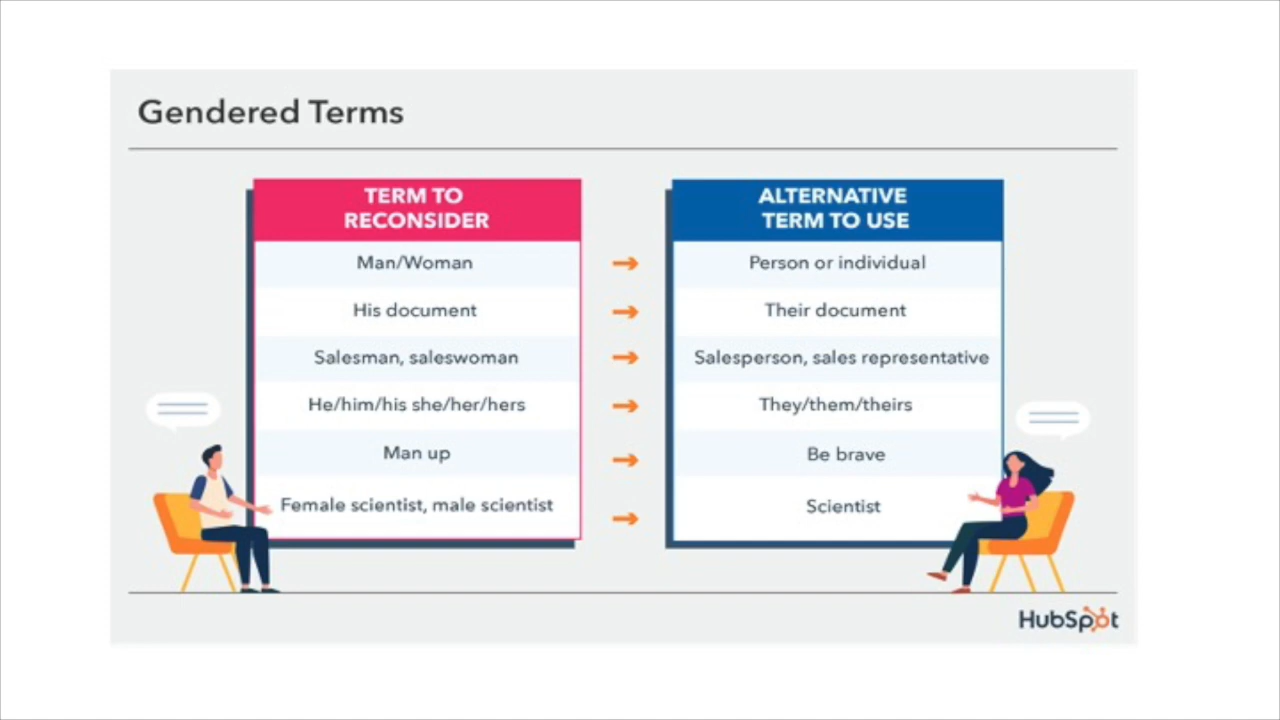 Gendered Terms
TERM TO
RECONSIDER
ALTERNATIVE
TERM TO USE
Man/Woman → Person or individual
His document → Their document
Salesman, saleswoman → Salesperson, sales representative
He/him/his she/her/hers → They/them/theirs
Man up → Be brave
Female scientist, male scientist → Scientist
HubSpot